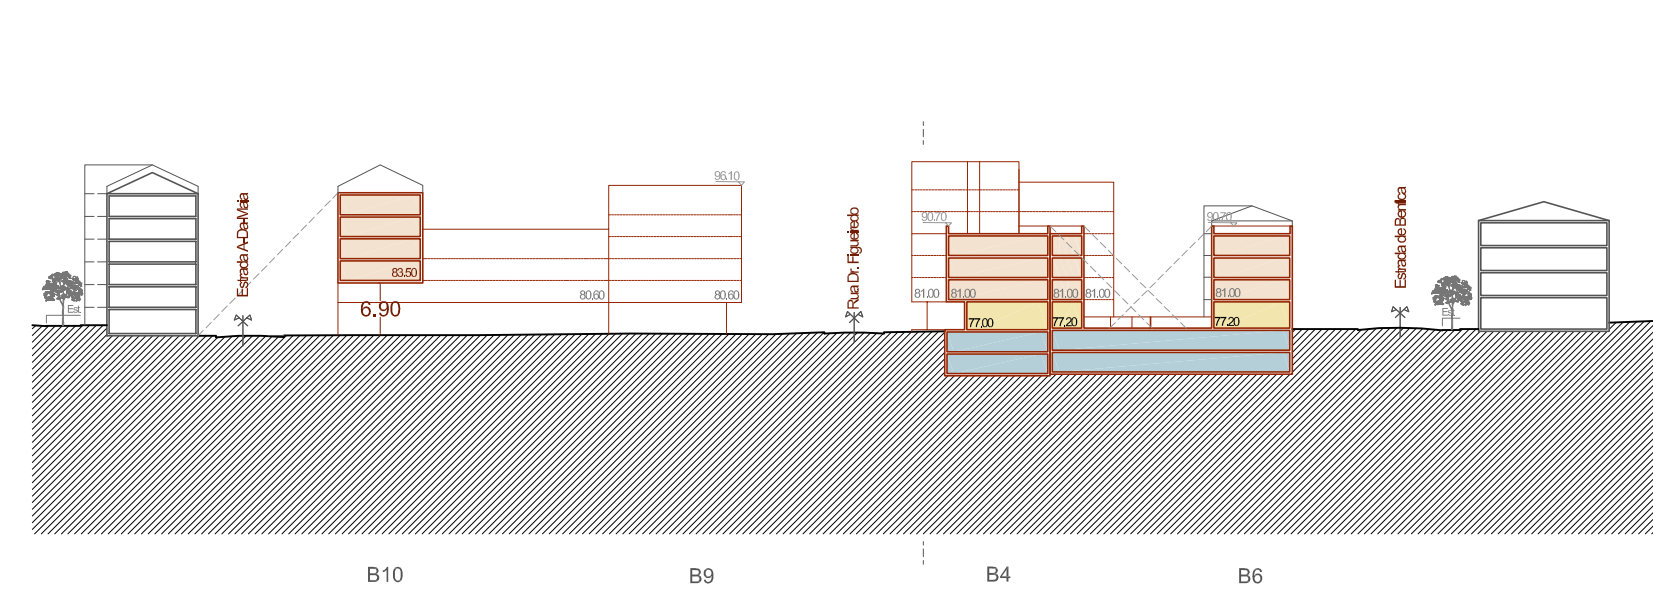 96.10
90.70
90.70
Estrada A-Da-Maia
Rua Dr. Figueiredo
Estrada de Benfica
83.50
80.60
80.60
81.00
81.00
81.00
81.00
81.00
6.90
Est.
Est.
77.00
77.20
77.20
B10
B9
B4
B6